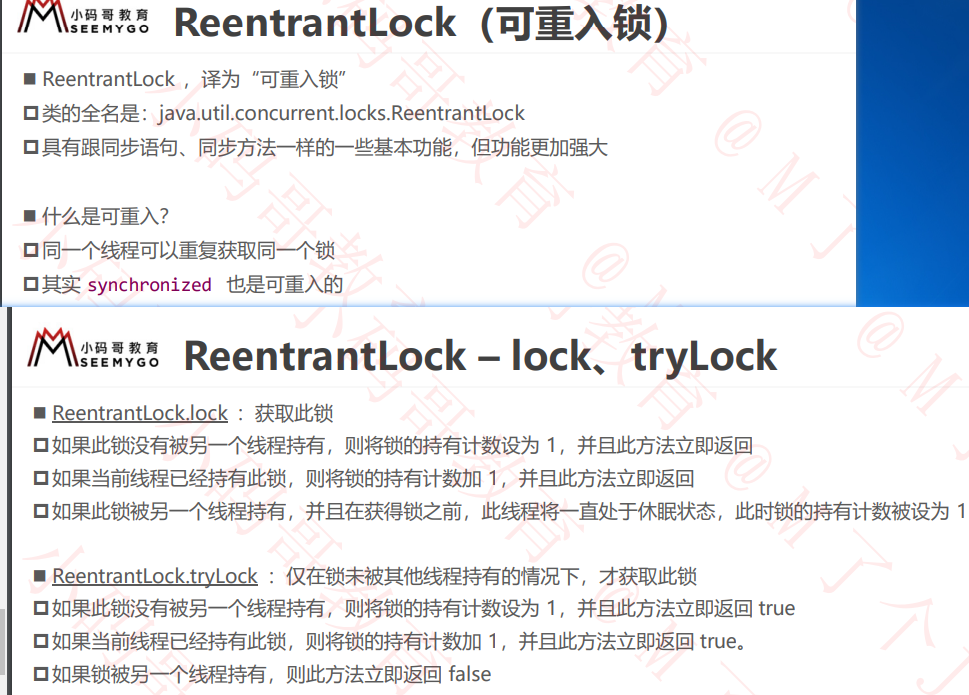 小码哥教育
SEEMYGO
ReentrantLock（可重入锁）
■ ReentrantLock ，译为“可重入锁”
类的全名是：java.util.concurrent.locks.ReentrantLock
具有跟同步语句、同步方法一样的一些基本功能，但功能更加强大
■ 什么是可重入？
同一个线程可以重复获取同一个锁
其实 synchronized 也是可重入的
小码哥教育
SEEMYGO
ReentrantLock – lock、tryLock
■ ReentrantLock.lock ：获取此锁
如果此锁没有被另一个线程持有，则将锁的持有计数设为 1，并且此方法立即返回
如果当前线程已经持有此锁，则将锁的持有计数加 1，并且此方法立即返回
如果此锁被另一个线程持有，并且在获得锁之前，此线程将一直处于休眠状态，此时锁的持有计数被设为 1
■ ReentrantLock.tryLock ：仅在锁未被其他线程持有的情况下，才获取此锁
如果此锁没有被另一个线程持有，则将锁的持有计数设为 1，并且此方法立即返回 true
如果当前线程已经持有此锁，则将锁的持有计数加 1，并且此方法立即返回 true。
如果锁被另一个线程持有，则此方法立即返回 false